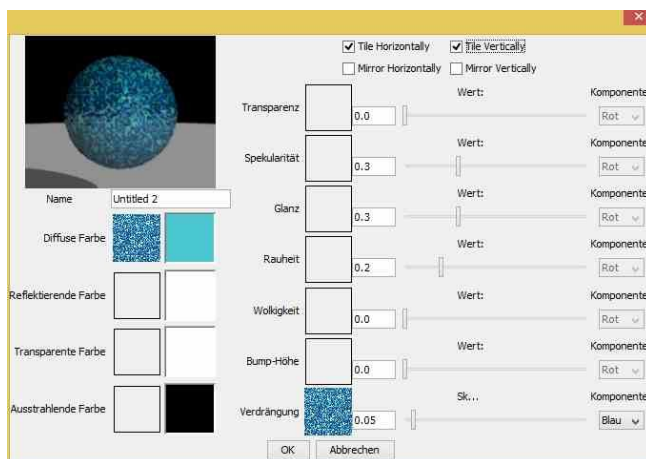 Tile Horizontally Tile Vertically
Mirror Horizontally Mirror Vertically
Name Untitled 2
Diffuse Farbe
Reflektierende Farbe
Transparente Farbe
Ausstrahlende Farbe
Transparenz 0.0 Wert: Komponente Rot
Spekularität 0.3 Wert: Komponente Rot
Glanz 0.3 Wert: Komponente Rot
Rauheit 0.2 Wert: Komponente Rot
Wolkigkeit 0.0 Wert: Komponente Rot
Bump-Höhe 0.0 Wert: Komponente Rot
Verdrängung 0.05 Sk... Komponente Blau
OK Abbrechen